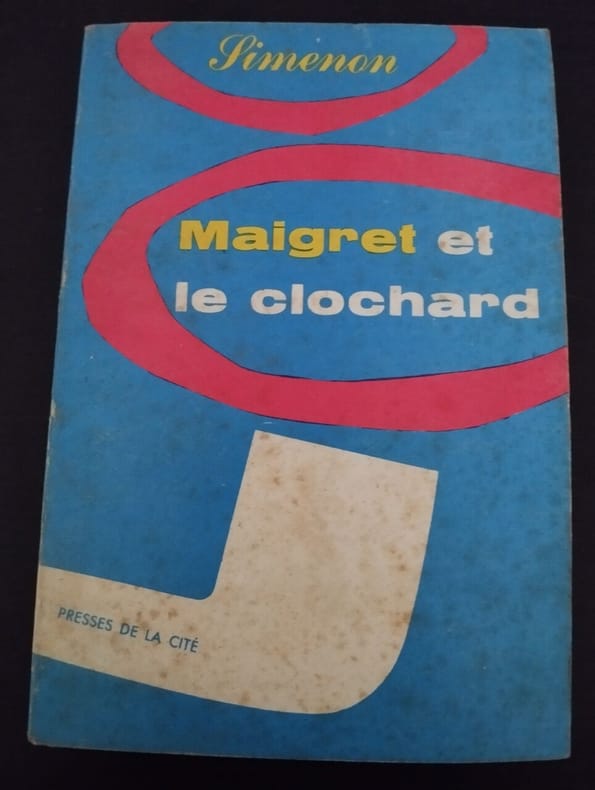 Simenon
Maigret et
le clochard
PRESSES DE LA CITÉ